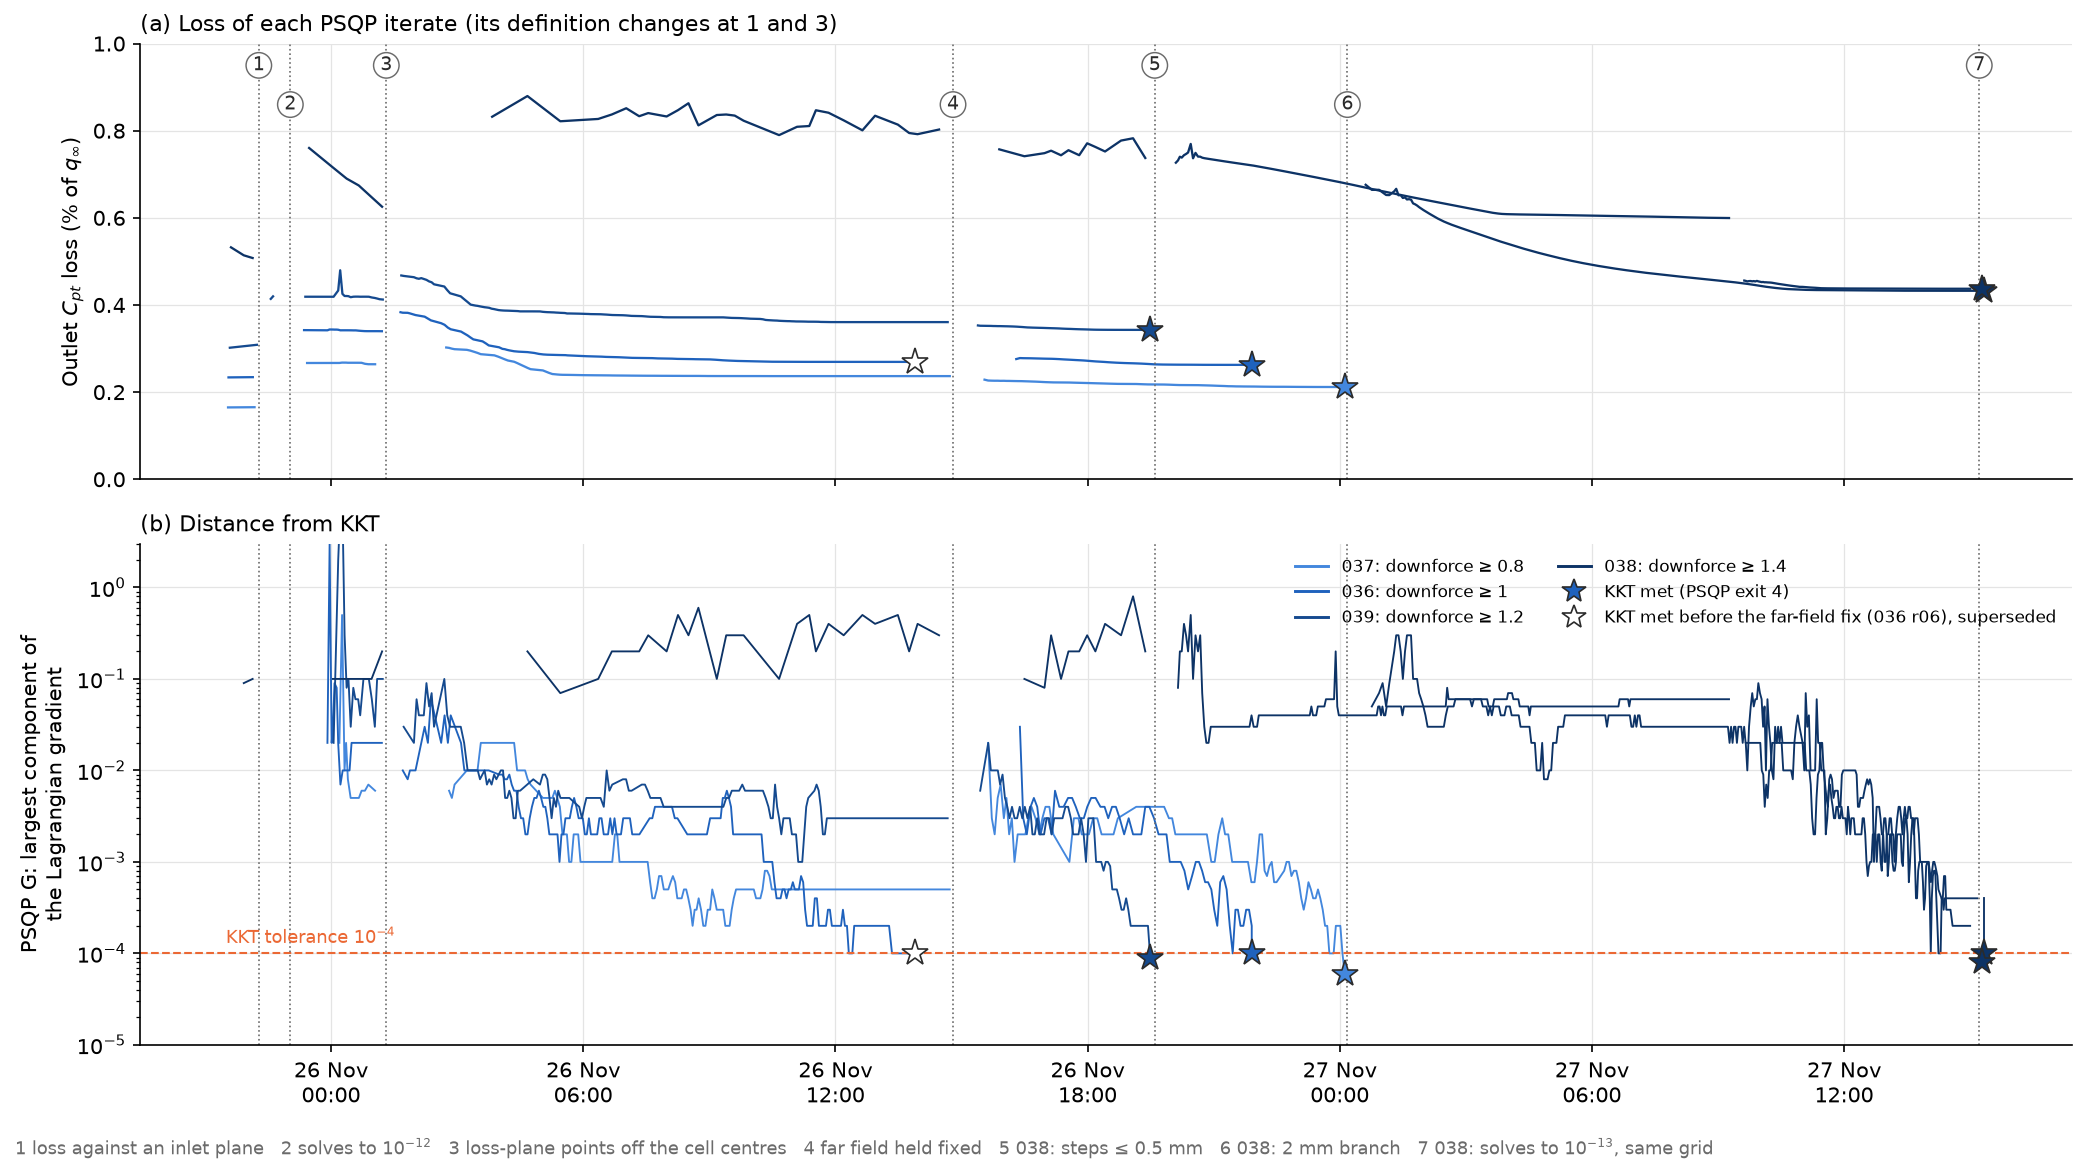 (a) Loss of each PSQP iterate (its definition changes at 1 and 3)
1.0
0.8
0.6
0.4
0.2
0.0
Outlet Cpt loss (% of q∞)
1
2
3
4
5
6
7
(b) Distance from KKT
10⁰
10⁻¹
10⁻²
10⁻³
10⁻⁴
10⁻⁵
PSQP G: largest component of
the Lagrangian gradient
037: downforce ≥ 0.8
036: downforce ≥ 1
039: downforce ≥ 1.2
038: downforce ≥ 1.4
KKT met (PSQP exit 4)
KKT met before the far-field fix (036 r06), superseded
KKT tolerance 10⁻⁴
26 Nov
00:00
26 Nov
06:00
26 Nov
12:00
26 Nov
18:00
27 Nov
00:00
27 Nov
06:00
27 Nov
12:00
1 loss against an inlet plane 2 solves to 10⁻¹² 3 loss-plane points off the cell centres 4 far field held fixed 5 038: steps ≤ 0.5 mm 6 038: 2 mm branch 7 038: solves to 10⁻¹³, same grid